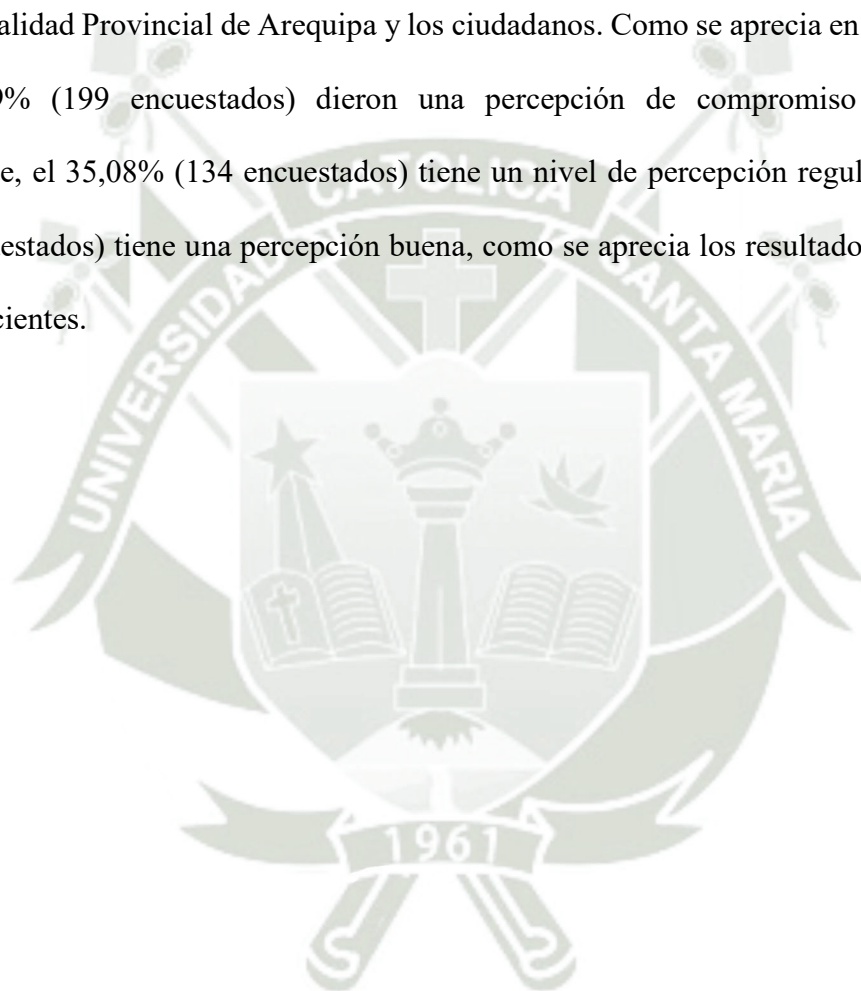 alidad Provincial de Arequipa y los ciudadanos. Como se aprecia en
9% (199 encuestados) dieron una percepción de compromiso
e, el 35,08% (134 encuestados) tiene un nivel de percepción regul
estados) tiene una percepción buena, como se aprecia los resultado
cientes.
UNIVERSIDAD CATOLICA SANTA MARIA
1961